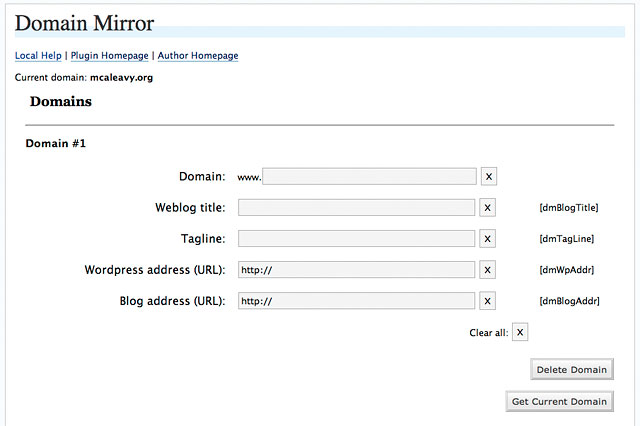 Domain Mirror
Local Help | Plugin Homepage | Author Homepage
Current domain: mcaleavy.org
Domains
Domain #1
Domain: www. X
Weblog title: X [dmBlogTitle]
Tagline: X [dmTagLine]
Wordpress address (URL): http:// X [dmWpAddr]
Blog address (URL): http:// X [dmBlogAddr]
Clear all: X
Delete Domain
Get Current Domain